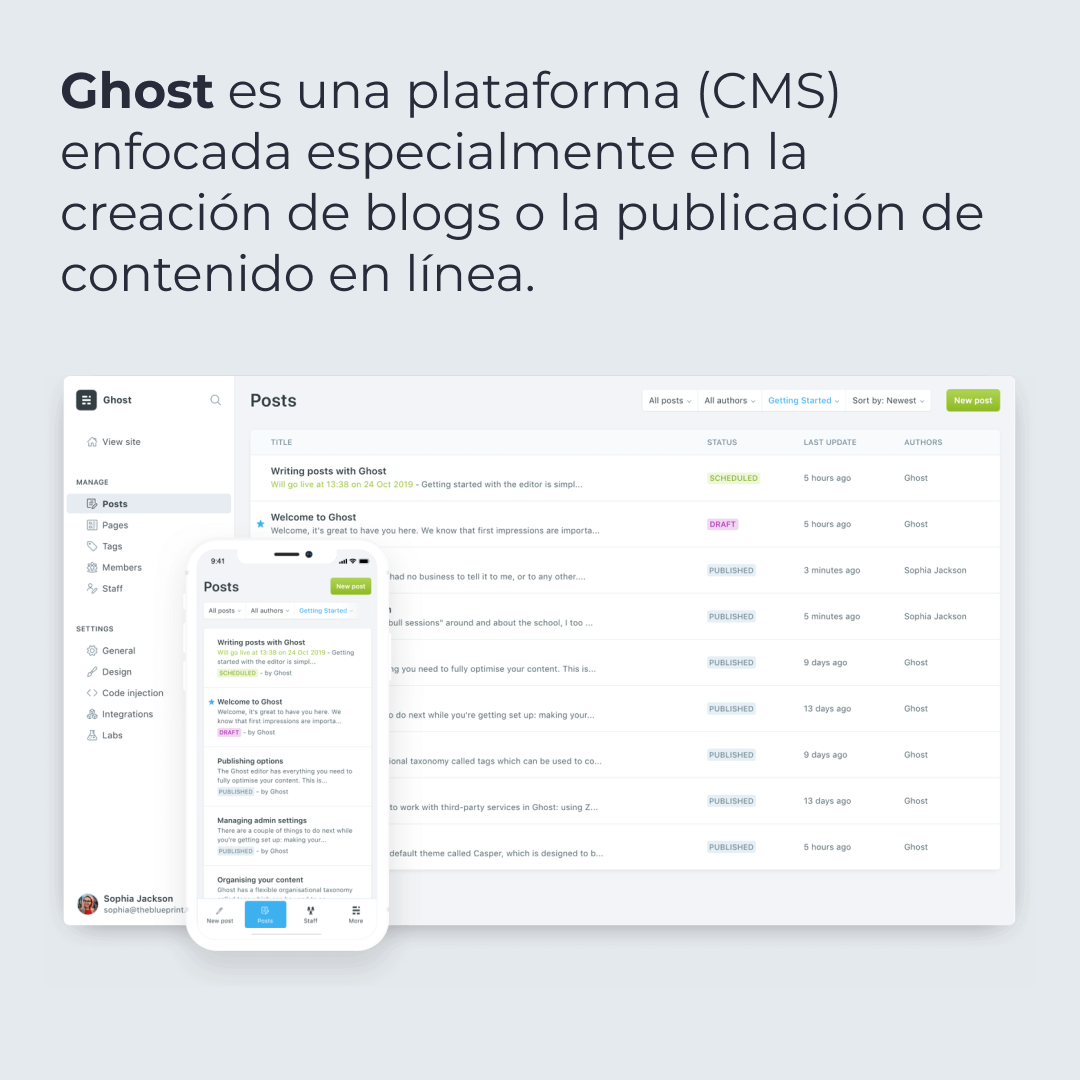 Ghost es una plataforma (CMS)
enfocada especialmente en la
creación de blogs o la publicación de
contenido en línea.
Ghost
View site
MANAGE
Posts
Pages
Tags
Members
Staff
SETTINGS
General
Design
Code injection
Integrations
Labs
Sophia Jackson
sophia@theblueprint.
Posts
All posts All authors Getting Started Sort by: Newest New post
TITLE STATUS LAST UPDATE AUTHORS
Writing posts with Ghost
Will go live at 13:38 on 24 Oct 2019 - Getting started with the editor is simpl... SCHEDULED 5 hours ago Ghost
Welcome to Ghost
Welcome, it's great to have you here. We know that first impressions are importa... DRAFT 5 hours ago Ghost
had no business to tell it to me, or to any other.... PUBLISHED 3 minutes ago Sophia Jackson
bull sessions" around and about the school, I too ... PUBLISHED 5 minutes ago Sophia Jackson
ng you need to fully optimise your content. This is... PUBLISHED 9 days ago Ghost
to do next while you're getting set up: making your... PUBLISHED 13 days ago Ghost
ional taxonomy called tags which can be used to co... PUBLISHED 9 days ago Ghost
to work with third-party services in Ghost: using Z... PUBLISHED 13 days ago Ghost
default theme called Casper, which is designed to b... PUBLISHED 5 hours ago Ghost
9:41
Posts New post
All posts All authors Getting Started
Writing posts with Ghost
Will go live at 13:38 on 24 Oct 2019 - Getting
started with the editor is simpl...
SCHEDULED - by Ghost
Welcome to Ghost
Welcome, it's great to have you here. We
know that first impressions are importa...
DRAFT - by Ghost
Publishing options
The Ghost editor has everything you need to
fully optimise your content. This is...
PUBLISHED - by Ghost
Managing admin settings
There are a couple of things to do next while
you're getting set up: making your...
PUBLISHED - by Ghost
Organising your content
Ghost has a flexible organisational taxonomy
New post Posts Staff More